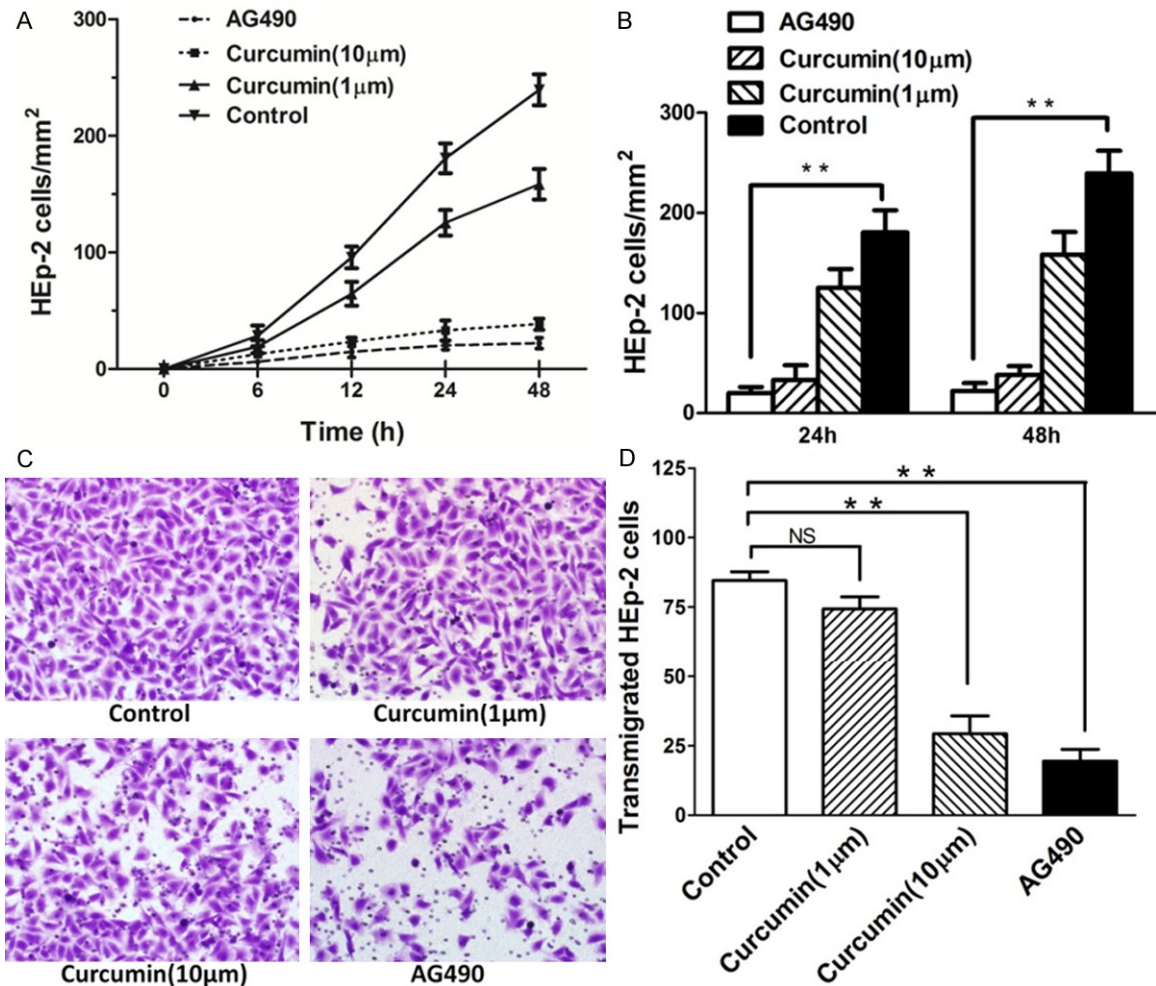 A
300
200
100
0
HEp-2 cells/mm²
AG490
Curcumin(10μm)
Curcumin(1μm)
Control
0 6 12 24 48
Time (h)
B
AG490
Curcumin(10μm)
Curcumin(1μm)
Control
300
200
100
0
HEp-2 cells/mm²
* *
* *
24h 48h
C
Control
Curcumin(1μm)
Curcumin(10μm)
AG490
D
125
100
75
50
25
0
Transmigrated HEp-2 cells
* *
* *
NS
Control
Curcumin(1μm)
Curcumin(10μm)
AG490